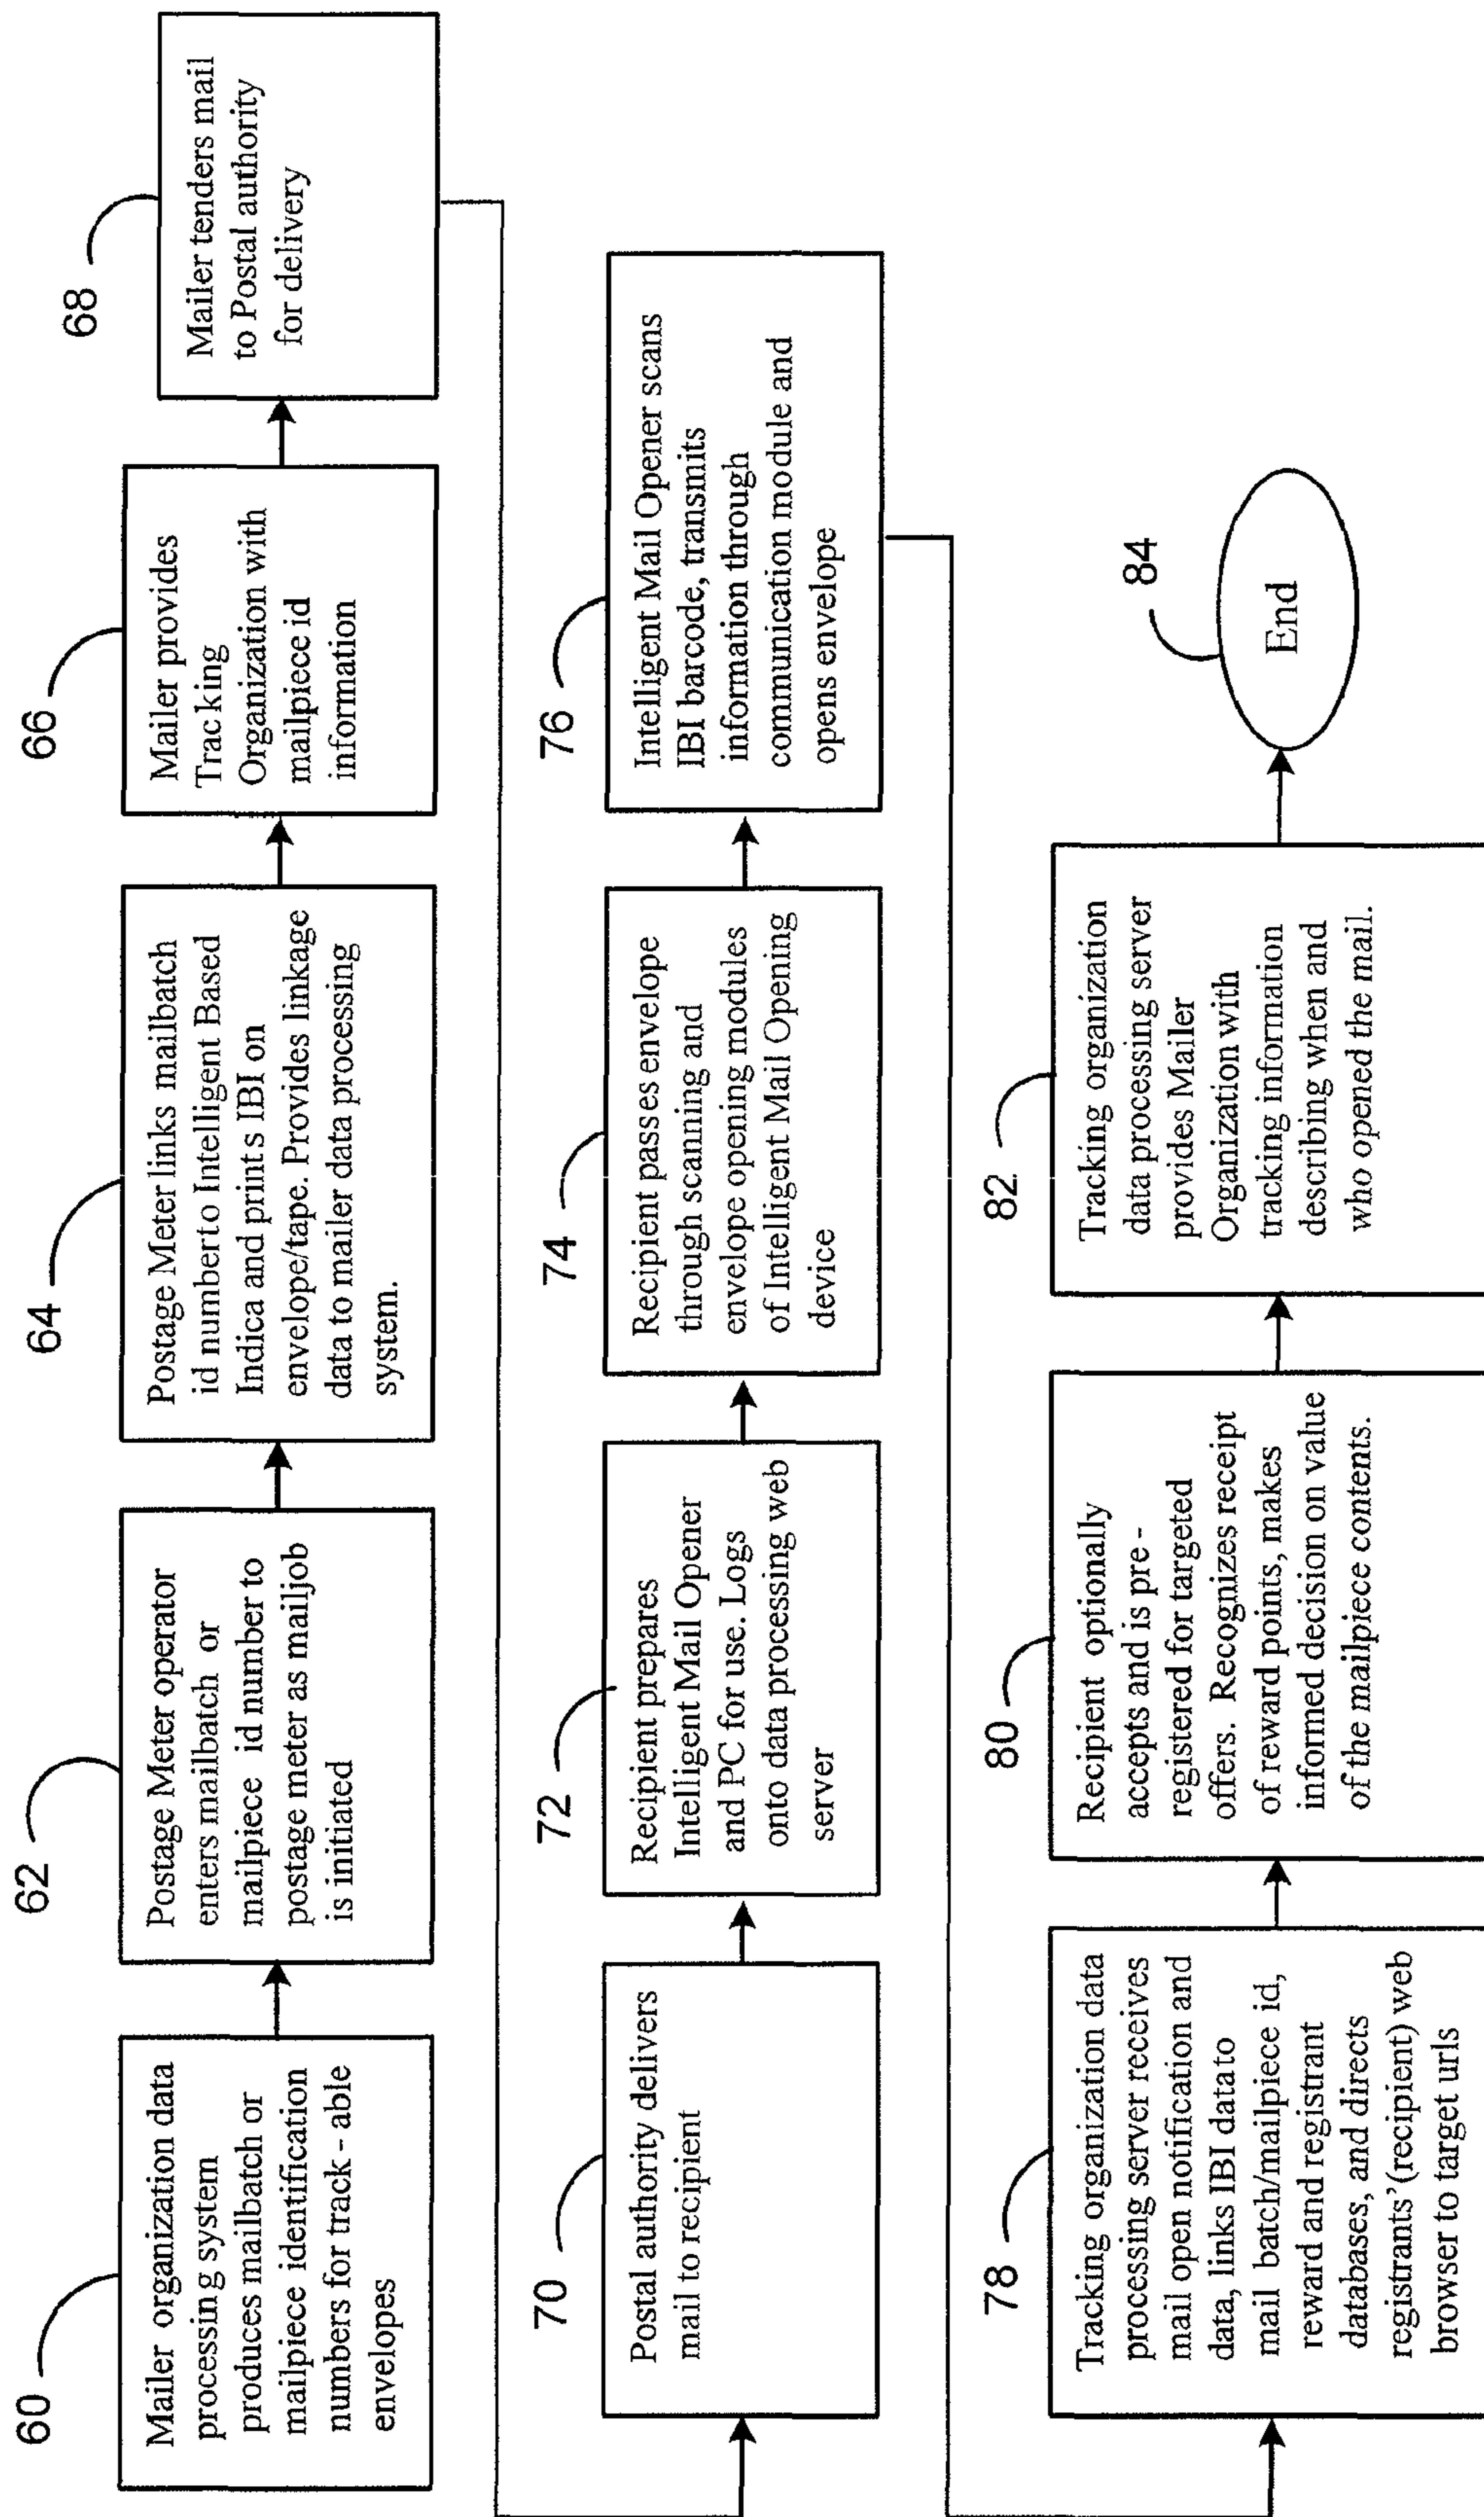 60
Mailer organization data
processing system
produces mailbatch or
mailpiece identification
numbers for track - able
envelopes
62
Postage Meter operator
enters mailbatch or
mailpiece id number to
postage meter as mailjob
is initiated
64
Postage Meter links mailbatch
id numberto Intelligent Based
Indica and prints IBI on
envelope/tape. Provides linkage
data to mailer data processing
system.
66
Mailer provides
Tracking
Organization with
mailpiece id
information
68
Mailer tenders mail
to Postal authority
for delivery
70
Postal authority delivers
mail to recipient
72
Recipient prepares
Intelligent Mail Opener
and PC for use. Logs
onto data processing web
server
74
Recipient passes envelope
through scanning and
envelope opening modules
of Intelligent Mail Opening
device
76
Intelligent Mail Opener scans
IBI barcode, transmits
information through
communication module and
opens envelope
78
Tracking organization data
processing server receives
mail open notification and
data, links IBI datato
mail batch/mailpiece id,
reward and registrant
databases, and directs
registrants' (recipient) web
browser to target urls
80
Recipient optionally
accepts and is pre -
registered for targeted
offers. Recognizes receipt
of reward points, makes
informed decision on value
of the mailpiece contents.
82
Tracking organization
data processing server
provides Mailer
Organization with
tracking information
describing when and
who opened the mail.
84
End